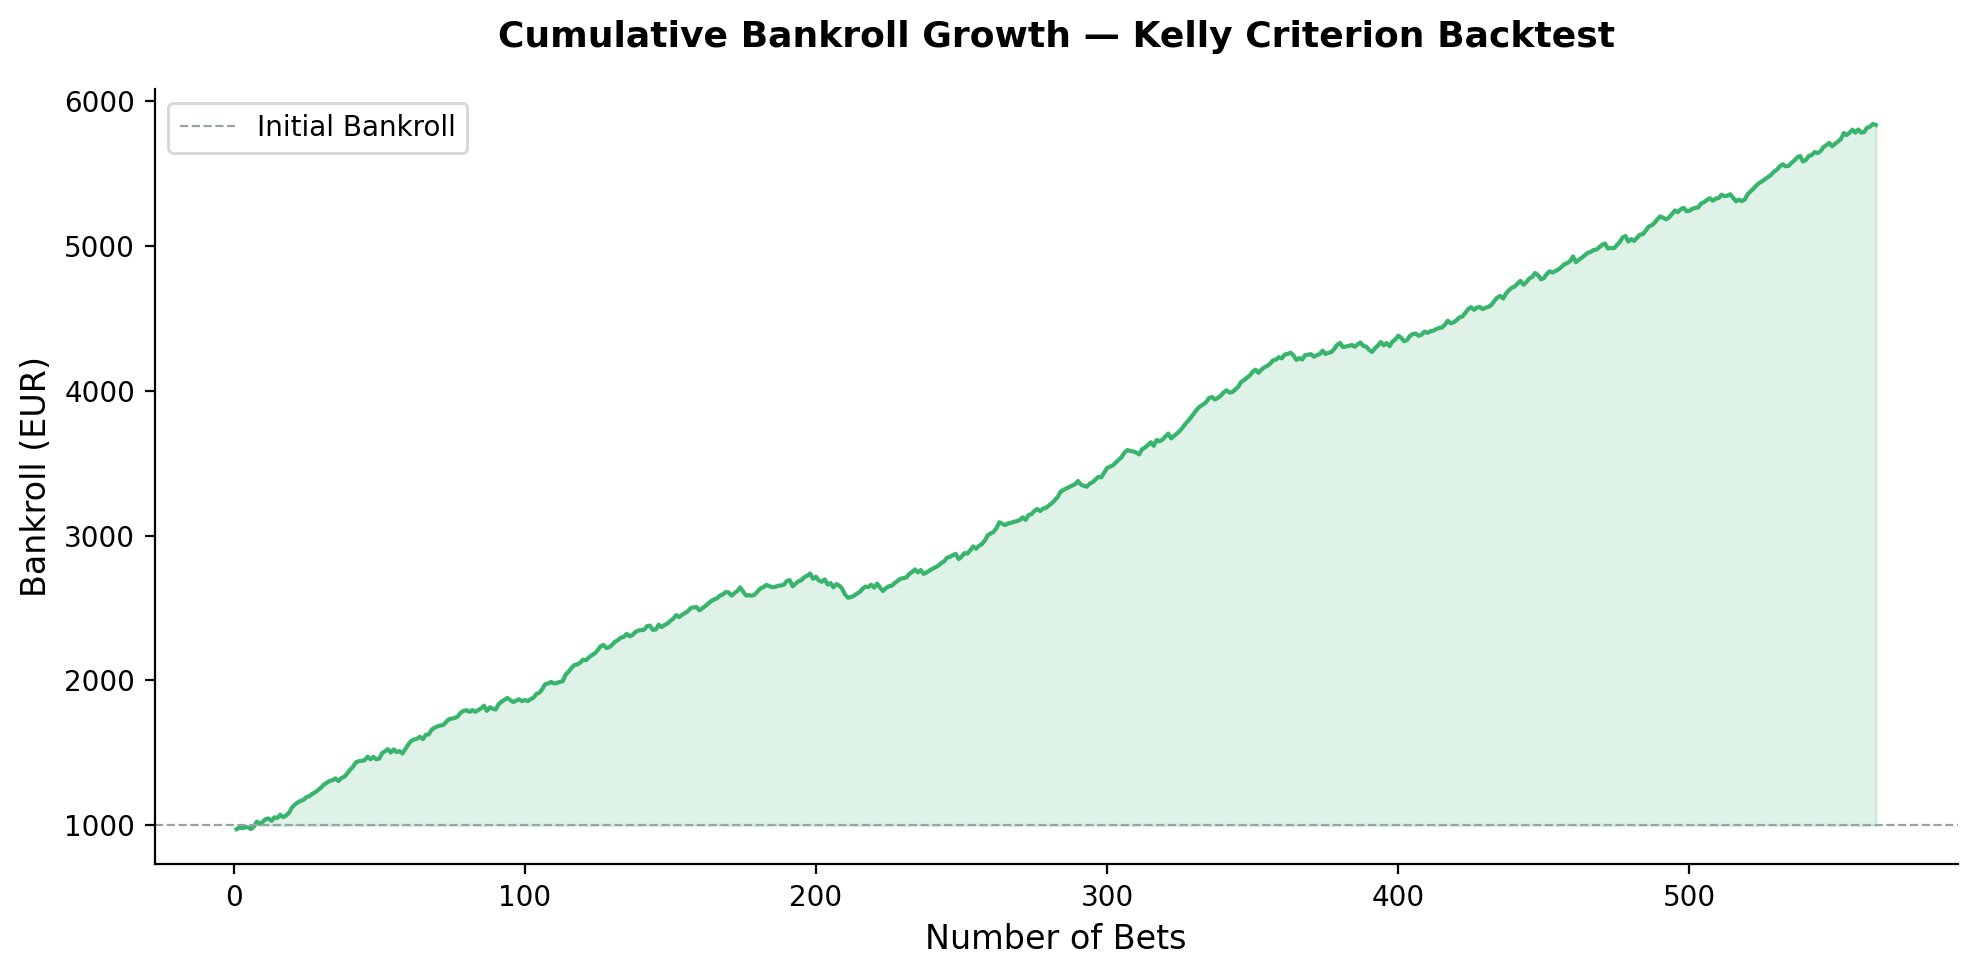 Cumulative Bankroll Growth — Kelly Criterion Backtest
Initial Bankroll
Bankroll (EUR)
6000
5000
4000
3000
2000
1000
0 100 200 300 400 500
Number of Bets